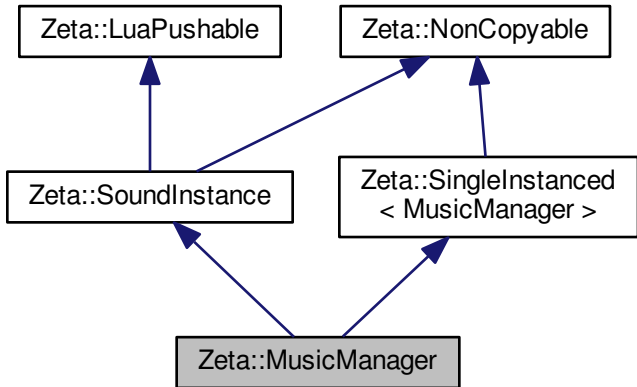 Zeta::LuaPushable
Zeta::NonCopyable
Zeta::SoundInstance
Zeta::SingleInstanced
< MusicManager >
Zeta::MusicManager